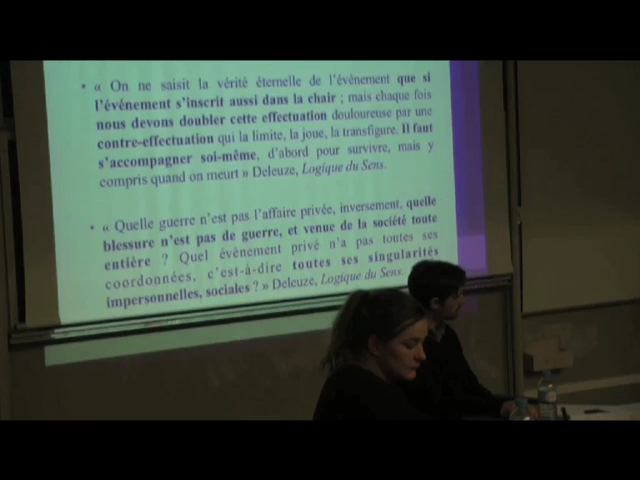 • « On ne saisit la vérité éternelle de l'événement que si
l'événement s'inscrit aussi dans la chair ; mais chaque fois
nous devons doubler cette effectuation douloureuse par une
contre-effectuation qui la limite, la joue, la transfigure. Il faut
s'accompagner soi-même, d'abord pour survivre, mais y
compris quand on meurt » Deleuze, Logique du Sens.
• « Quelle guerre n'est pas l'affaire privée, inversement, quelle
blessure n'est pas de guerre, et venue de la société toute
entière ? Quel évènement privé n'a pas toutes ses
coordonnées, c'est-à-dire toutes ses singularités
impersonnelles, sociales ? » Deleuze, Logique du Sens.